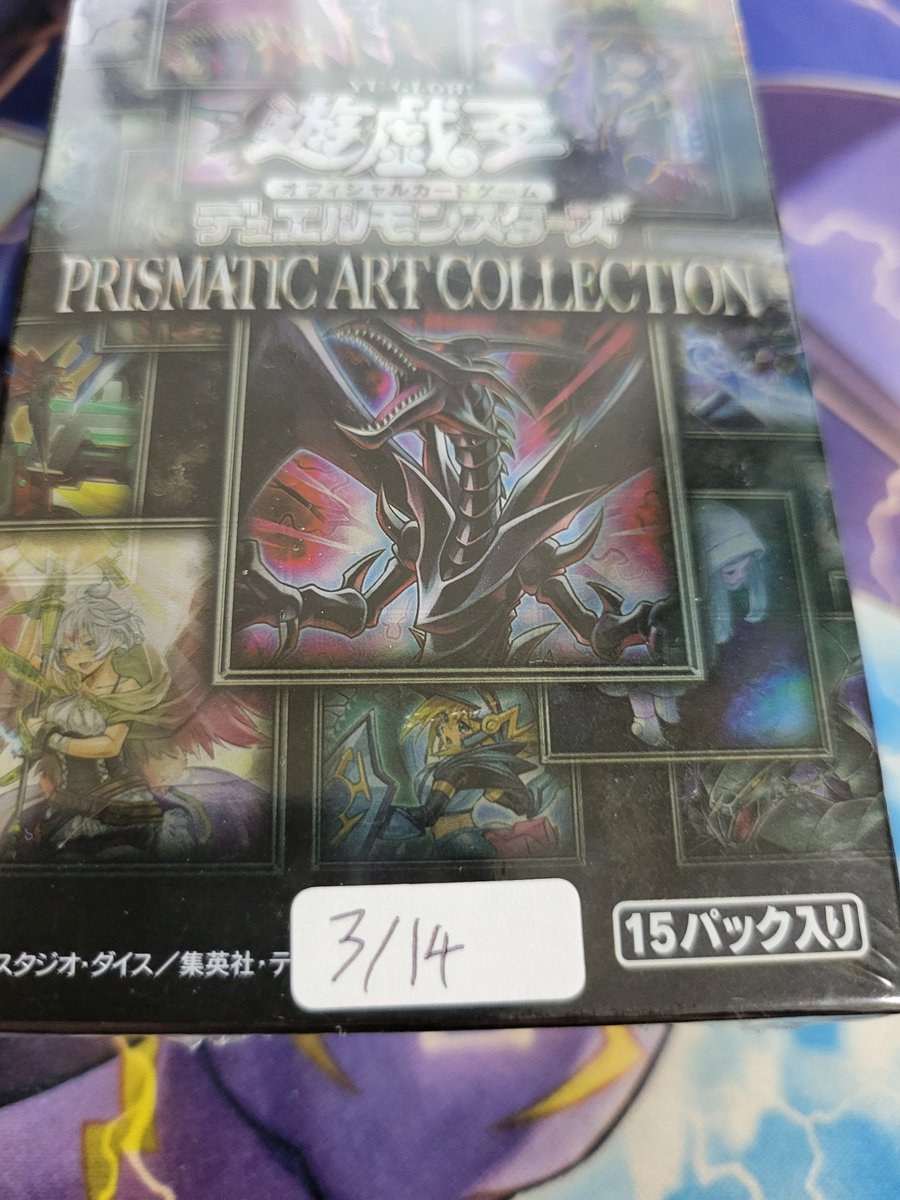 YU-GI-OH!
遊戯王
オフィシャルカードゲーム
デュエルモンスターズ
PRISMATIC ART COLLECTION
スタジオ・ダイス／集英社・テ
3/14
15パック入り